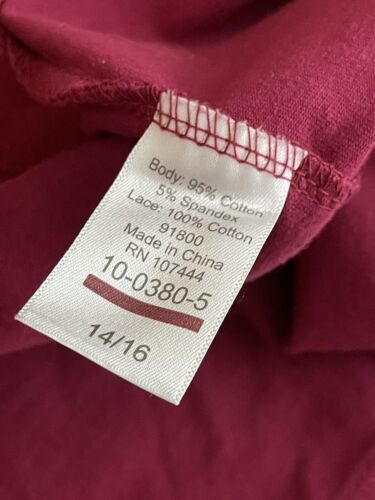 Body: 95% Cotton
5% Spandex
Lace: 100% Cotton
91800
Made in China
RN 107444
10-0380-5
14/16